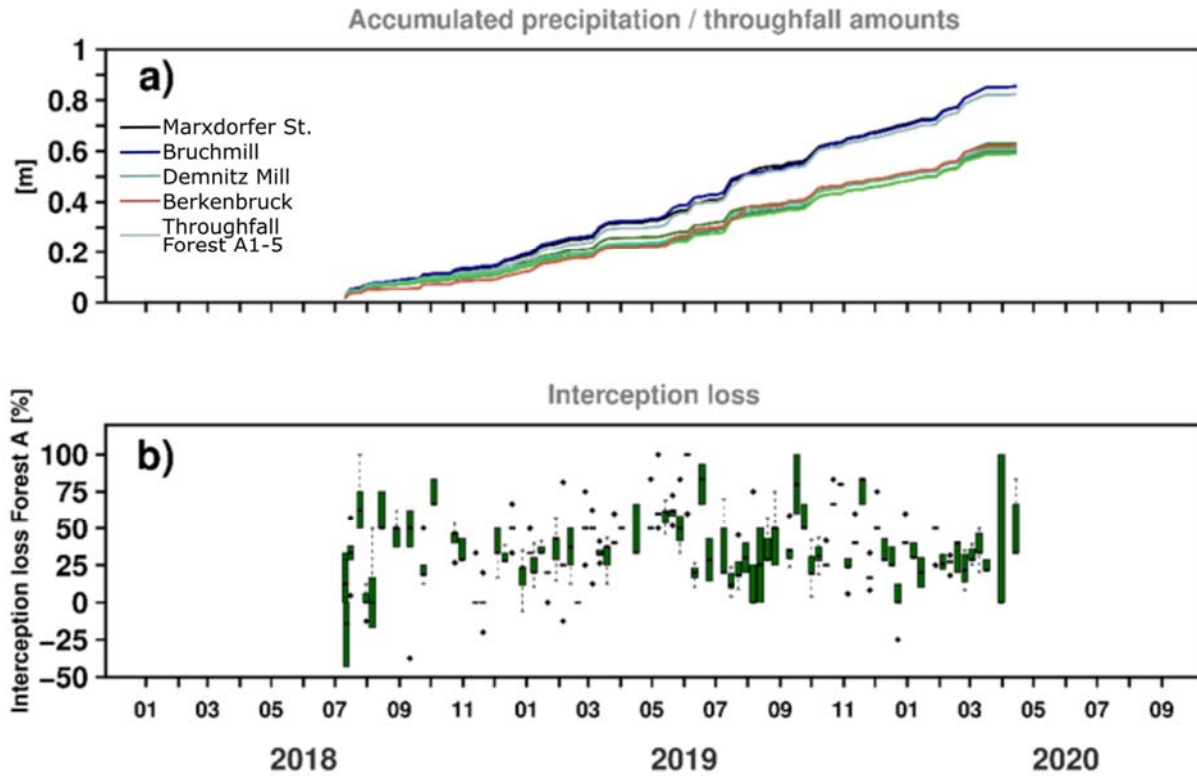 Accumulated precipitation / throughfall amounts
a)
1
0.8
0.6
0.4
0.2
0
[m]
Marxdorfer St.
Bruchmill
Demnitz Mill
Berkenbruck
Throughfall
Forest A1-5
Interception loss
b)
Interception loss Forest A [%]
100
75
50
25
0
−25
−50
01 03 05 07 09 11 01 03 05 07 09 11 01 03 05 07 09
2018 2019 2020